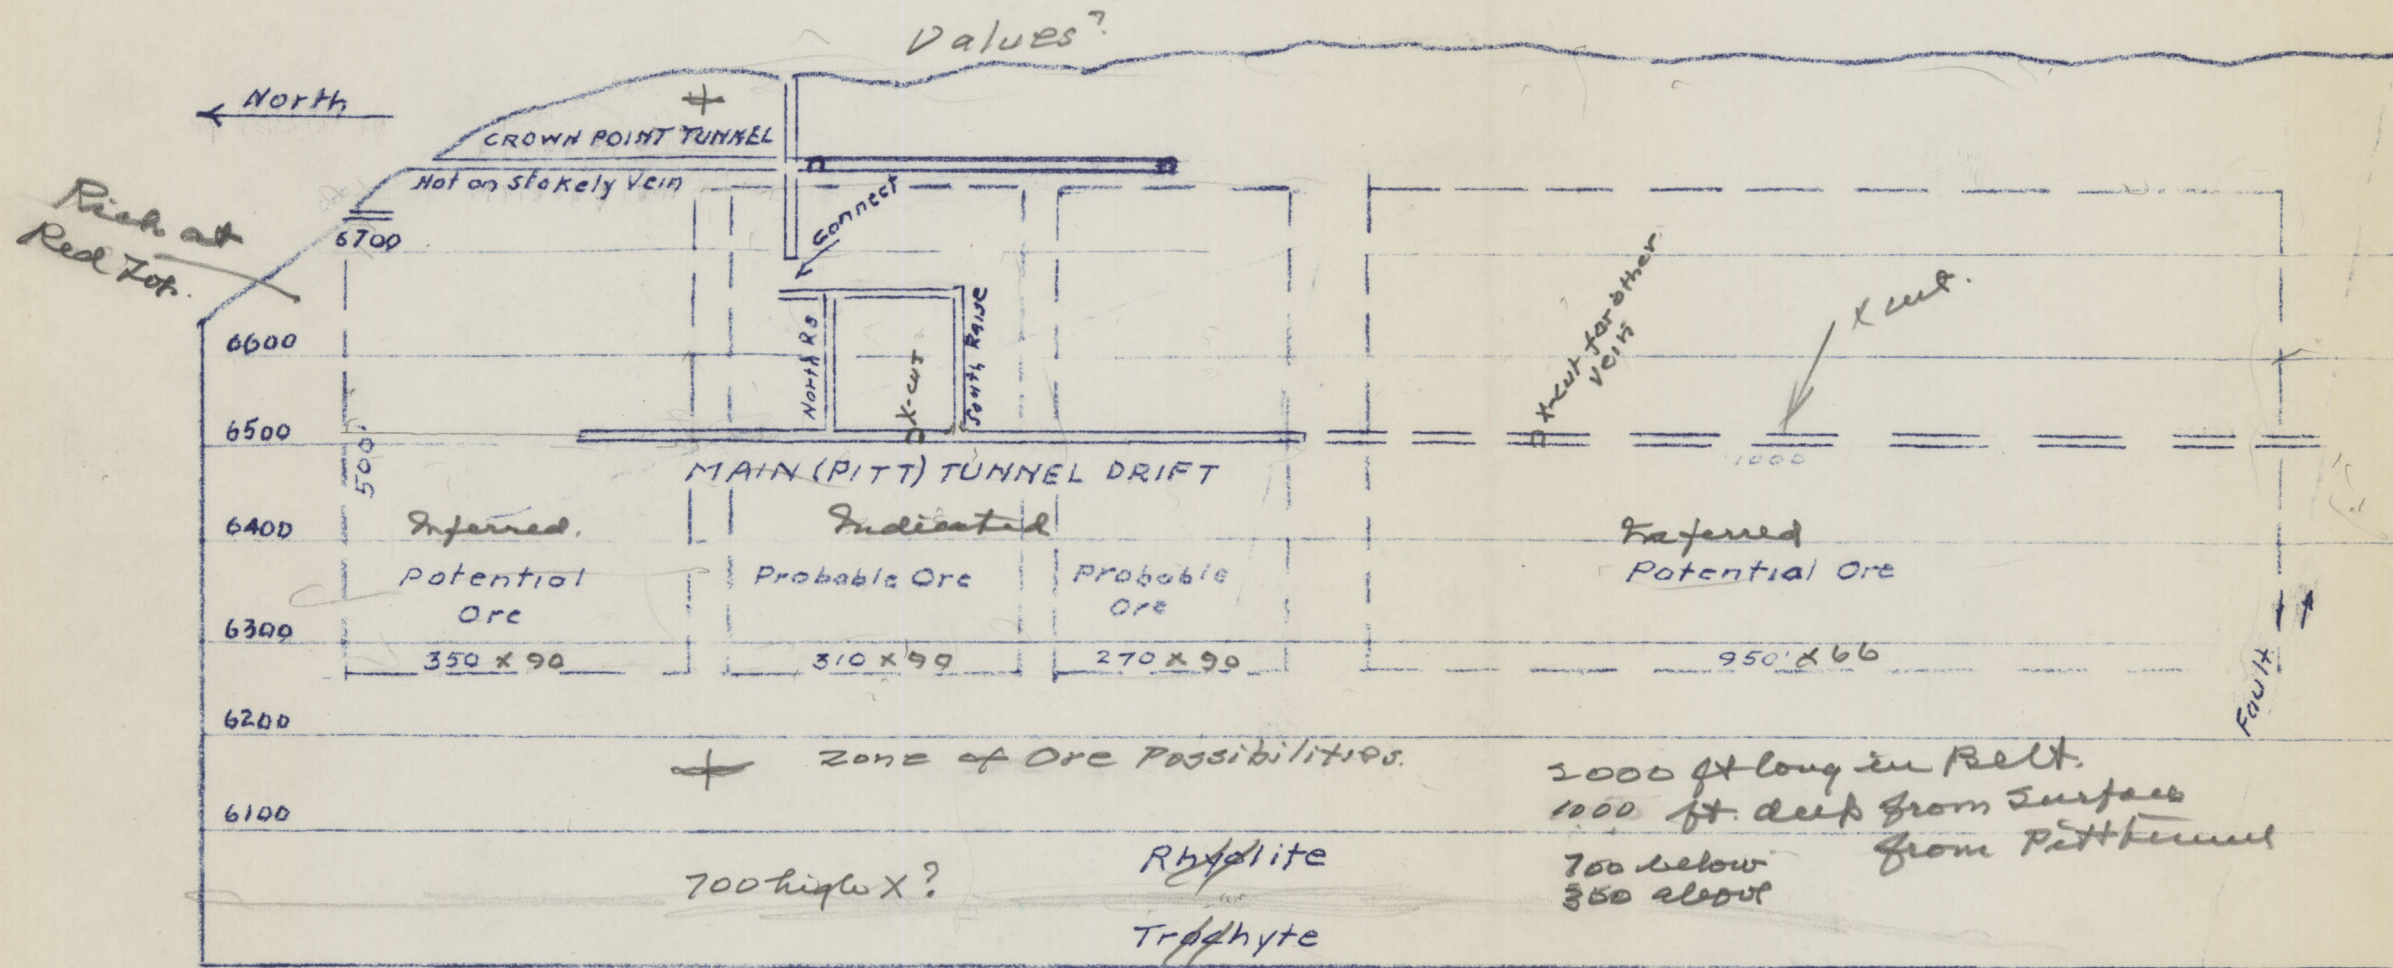 Values?
North
CROWN POINT TUNNEL
Not on Stakely Vein
Rich at
Red Top.
6700
Connect
North Rs
X-cut
South Raise
X-cut for other
vein
X cut.
6600
6500
500'
MAIN (PITT) TUNNEL DRIFT
1000
6400
Inferred.
Indicated
Inferred
Potential
Ore
Probable Ore
Probable
Ore
Potential Ore
6300
350 x 90
310 x 90
270 x 90
950' x 66
Fault
6200
Zone of Ore Possibilities.
2000 ft long in Belt.
1000 ft. deep from Surface
from Pitt tunnel
6100
700 below
350 above
Rhyolite
700 high X?
Trachyte